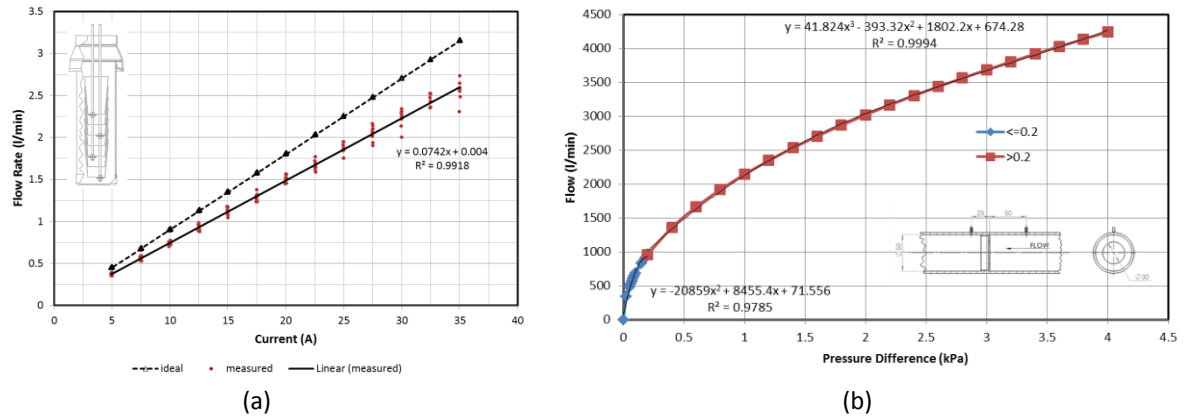 3.5
3
2.5
2
1.5
1
0.5
0
Flow Rate (l/min)
y = 0.0742x + 0.004
R² = 0.9918
0 5 10 15 20 25 30 35 40
Current (A)
ideal measured Linear (measured)
(a)
4500
4000
3500
3000
2500
2000
1500
1000
500
0
Flow (l/min)
y = 41.824x³ - 393.32x² + 1802.2x + 674.28
R² = 0.9994
<=0.2
>0.2
25 50
FLOW
y = -20859x² + 8455.4x + 71.556
R² = 0.9785
0 0.5 1 1.5 2 2.5 3 3.5 4 4.5
Pressure Difference (kPa)
(b)